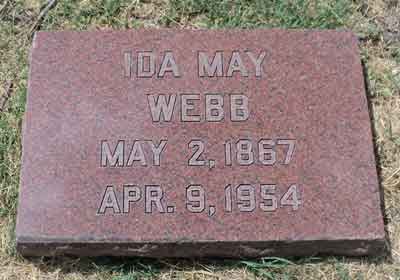 IDA MAY
WEBB
MAY 2, 1867
APR. 9, 1954